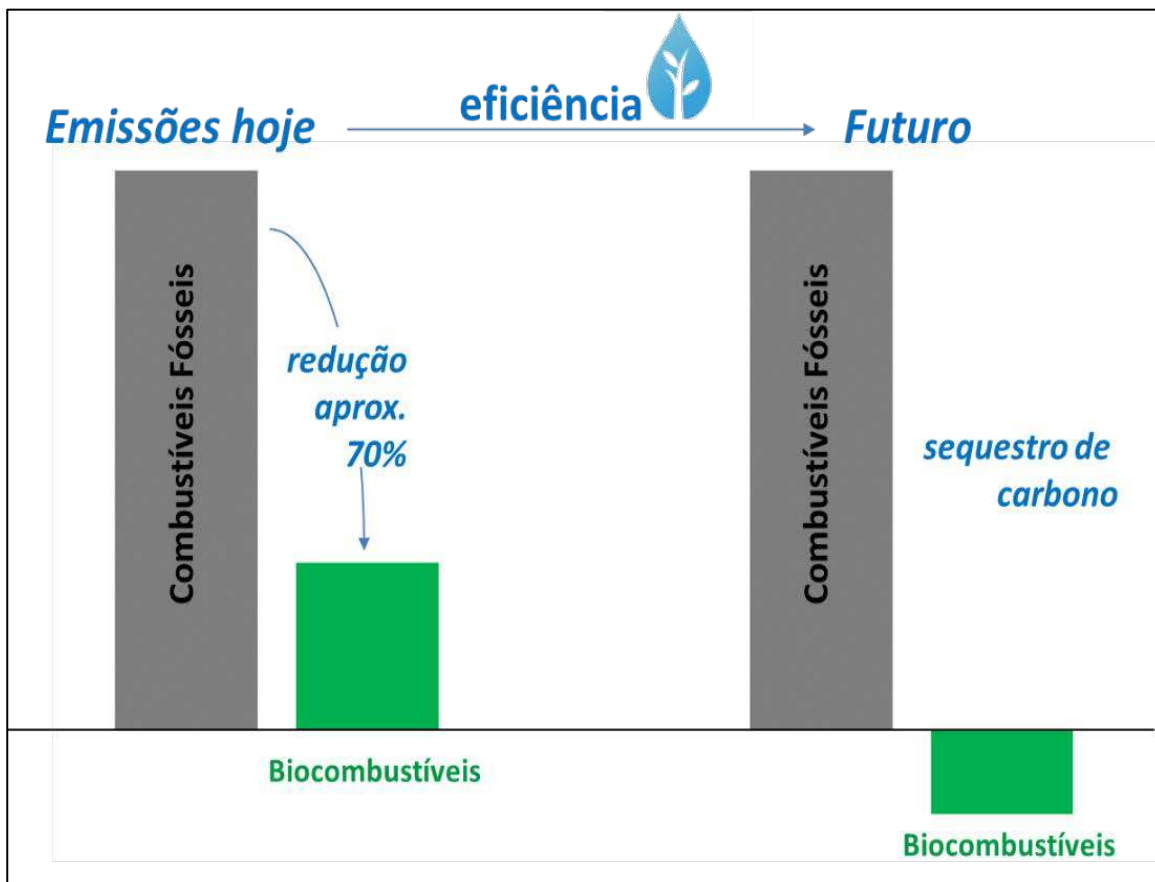 eficiência
Emissões hoje
Futuro
Combustíveis Fósseis
redução
aprox.
70%
Combustíveis Fósseis
sequestro de
carbono
Biocombustíveis
Biocombustíveis